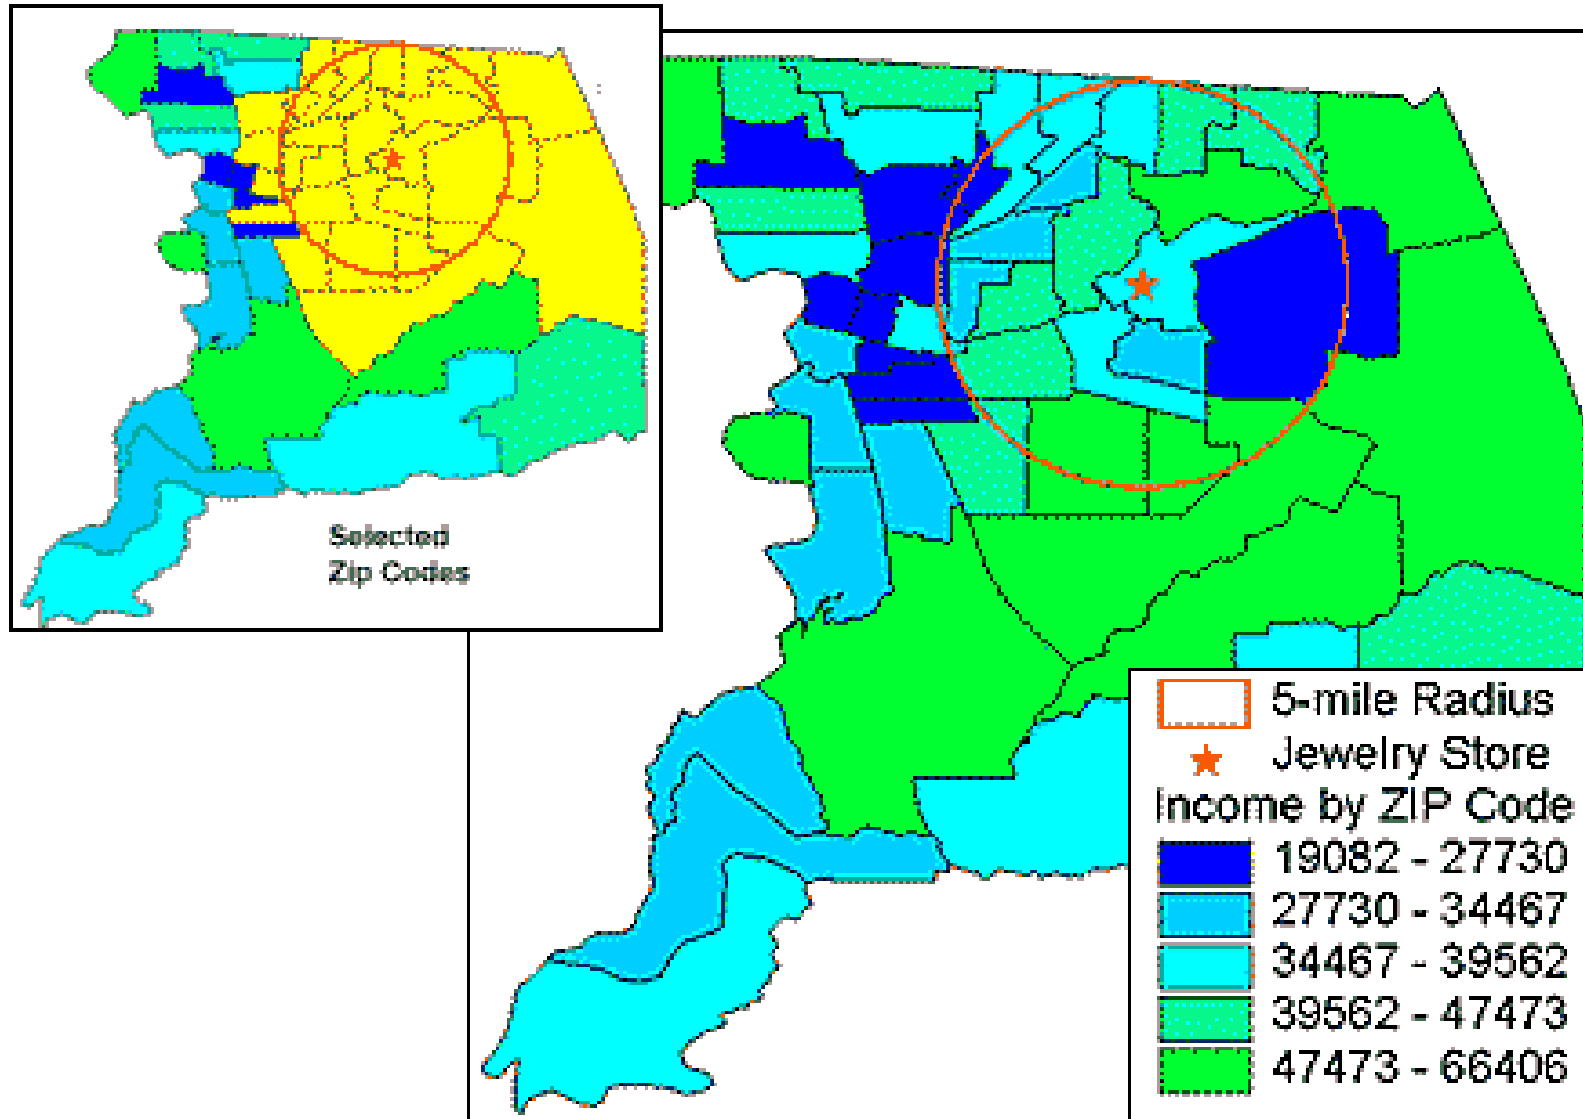 Selected
Zip Codes
5-mile Radius
Jewelry Store
Income by ZIP Code
19082 - 27730
27730 - 34467
34467 - 39562
39562 - 47473
47473 - 66406